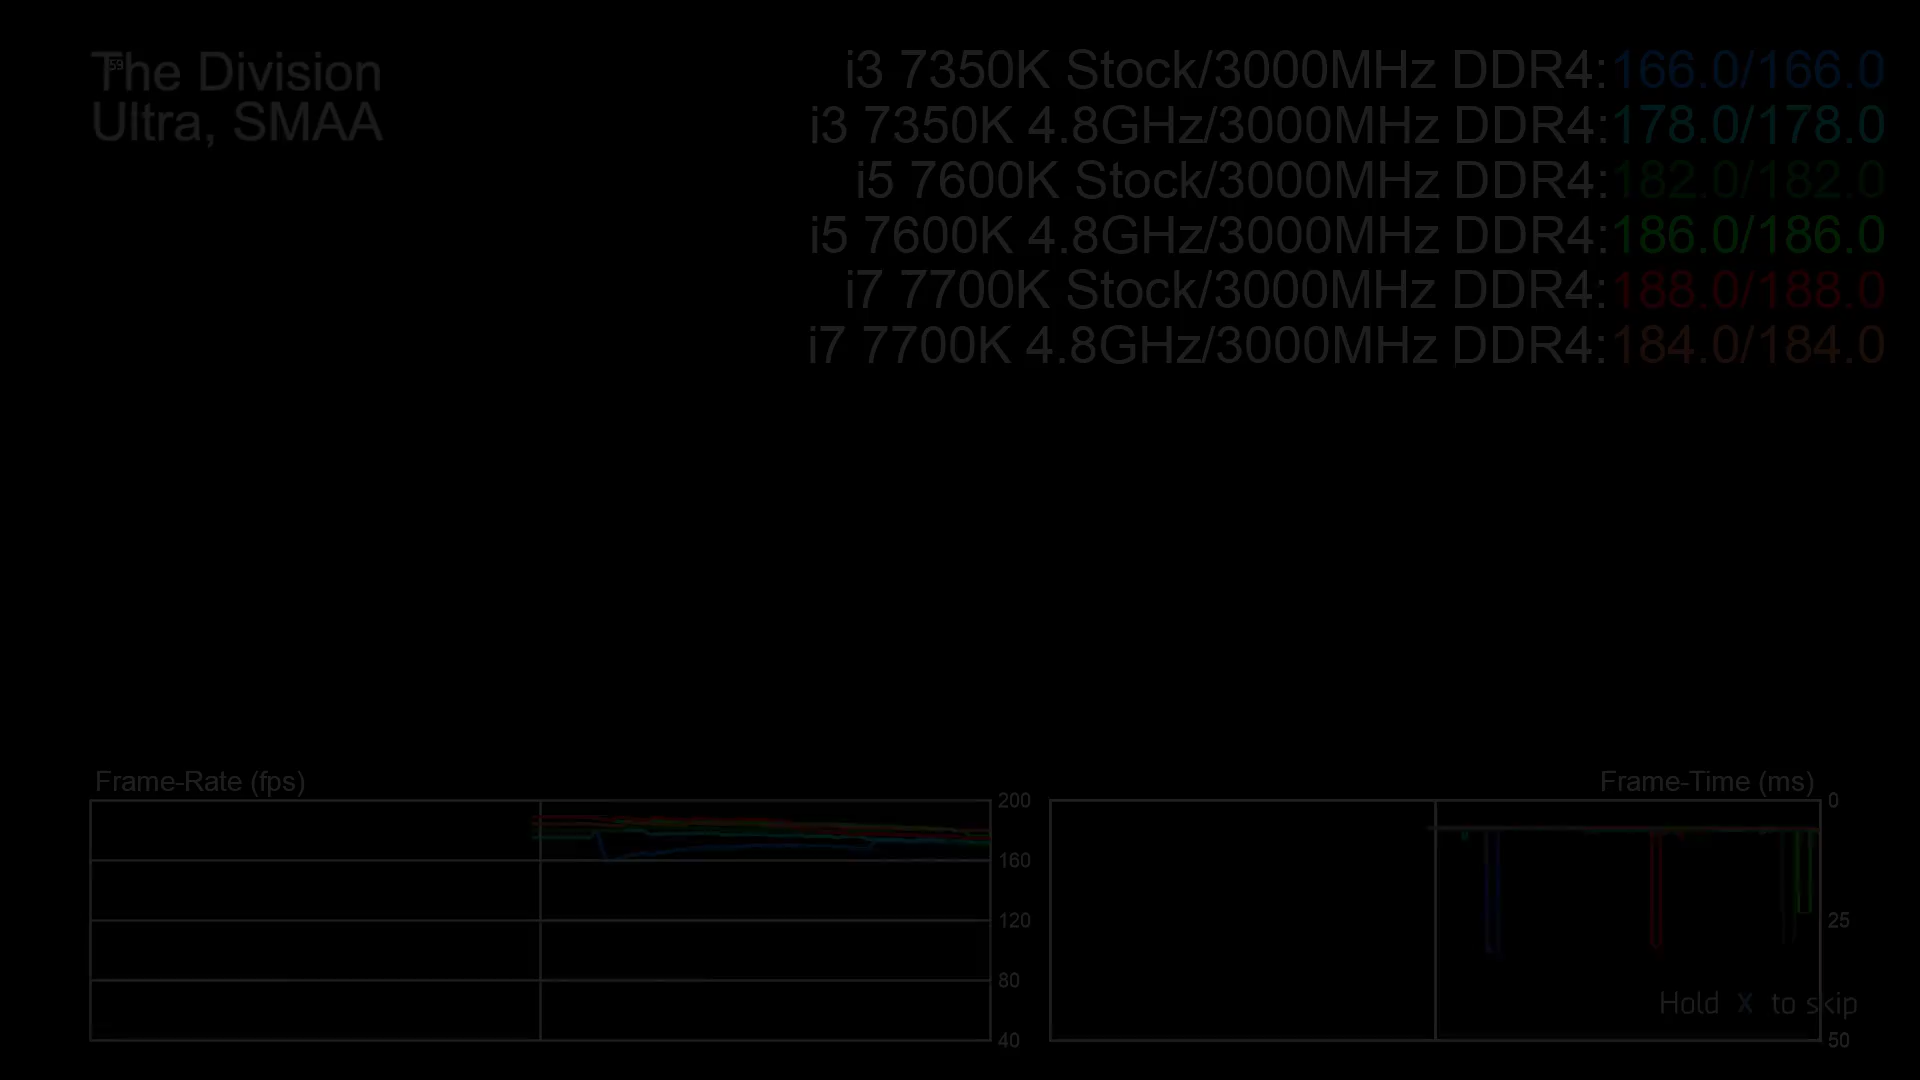 The Division
59
Ultra, SMAA
i3 7350K Stock/3000MHz DDR4:166.0/166.0
i3 7350K 4.8GHz/3000MHz DDR4:178.0/178.0
i5 7600K Stock/3000MHz DDR4:182.0/182.0
i5 7600K 4.8GHz/3000MHz DDR4:186.0/186.0
i7 7700K Stock/3000MHz DDR4:188.0/188.0
i7 7700K 4.8GHz/3000MHz DDR4:184.0/184.0
Frame-Rate (fps)
200
160
120
80
40
Frame-Time (ms)
0
25
50
Hold X to skip